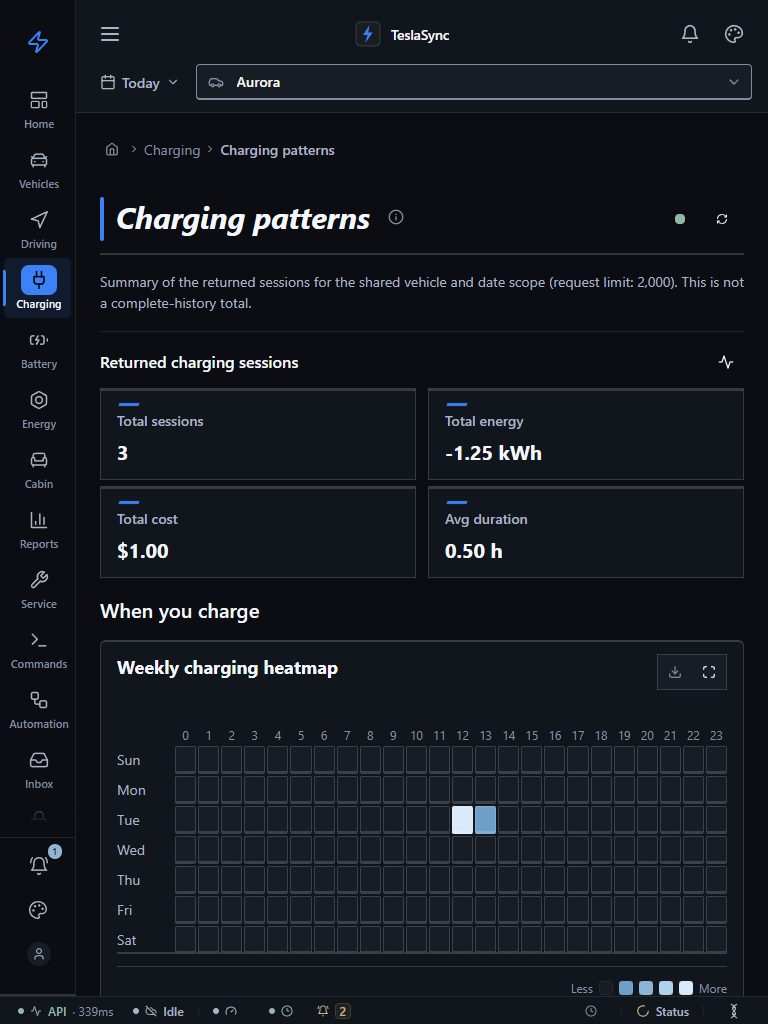 TeslaSync
Today
Aurora
Home
Vehicles
Driving
Charging
Battery
Energy
Cabin
Reports
Service
Commands
Automation
Inbox
1
Charging
Charging patterns
Charging patterns
Summary of the returned sessions for the shared vehicle and date scope (request limit: 2,000). This is not
a complete-history total.
Returned charging sessions
Total sessions
3
Total energy
-1.25 kWh
Total cost
$1.00
Avg duration
0.50 h
When you charge
Weekly charging heatmap
0 1 2 3 4 5 6 7 8 9 10 11 12 13 14 15 16 17 18 19 20 21 22 23
Sun
Mon
Tue
Wed
Thu
Fri
Sat
Less More
API · 339ms
Idle
2
Status